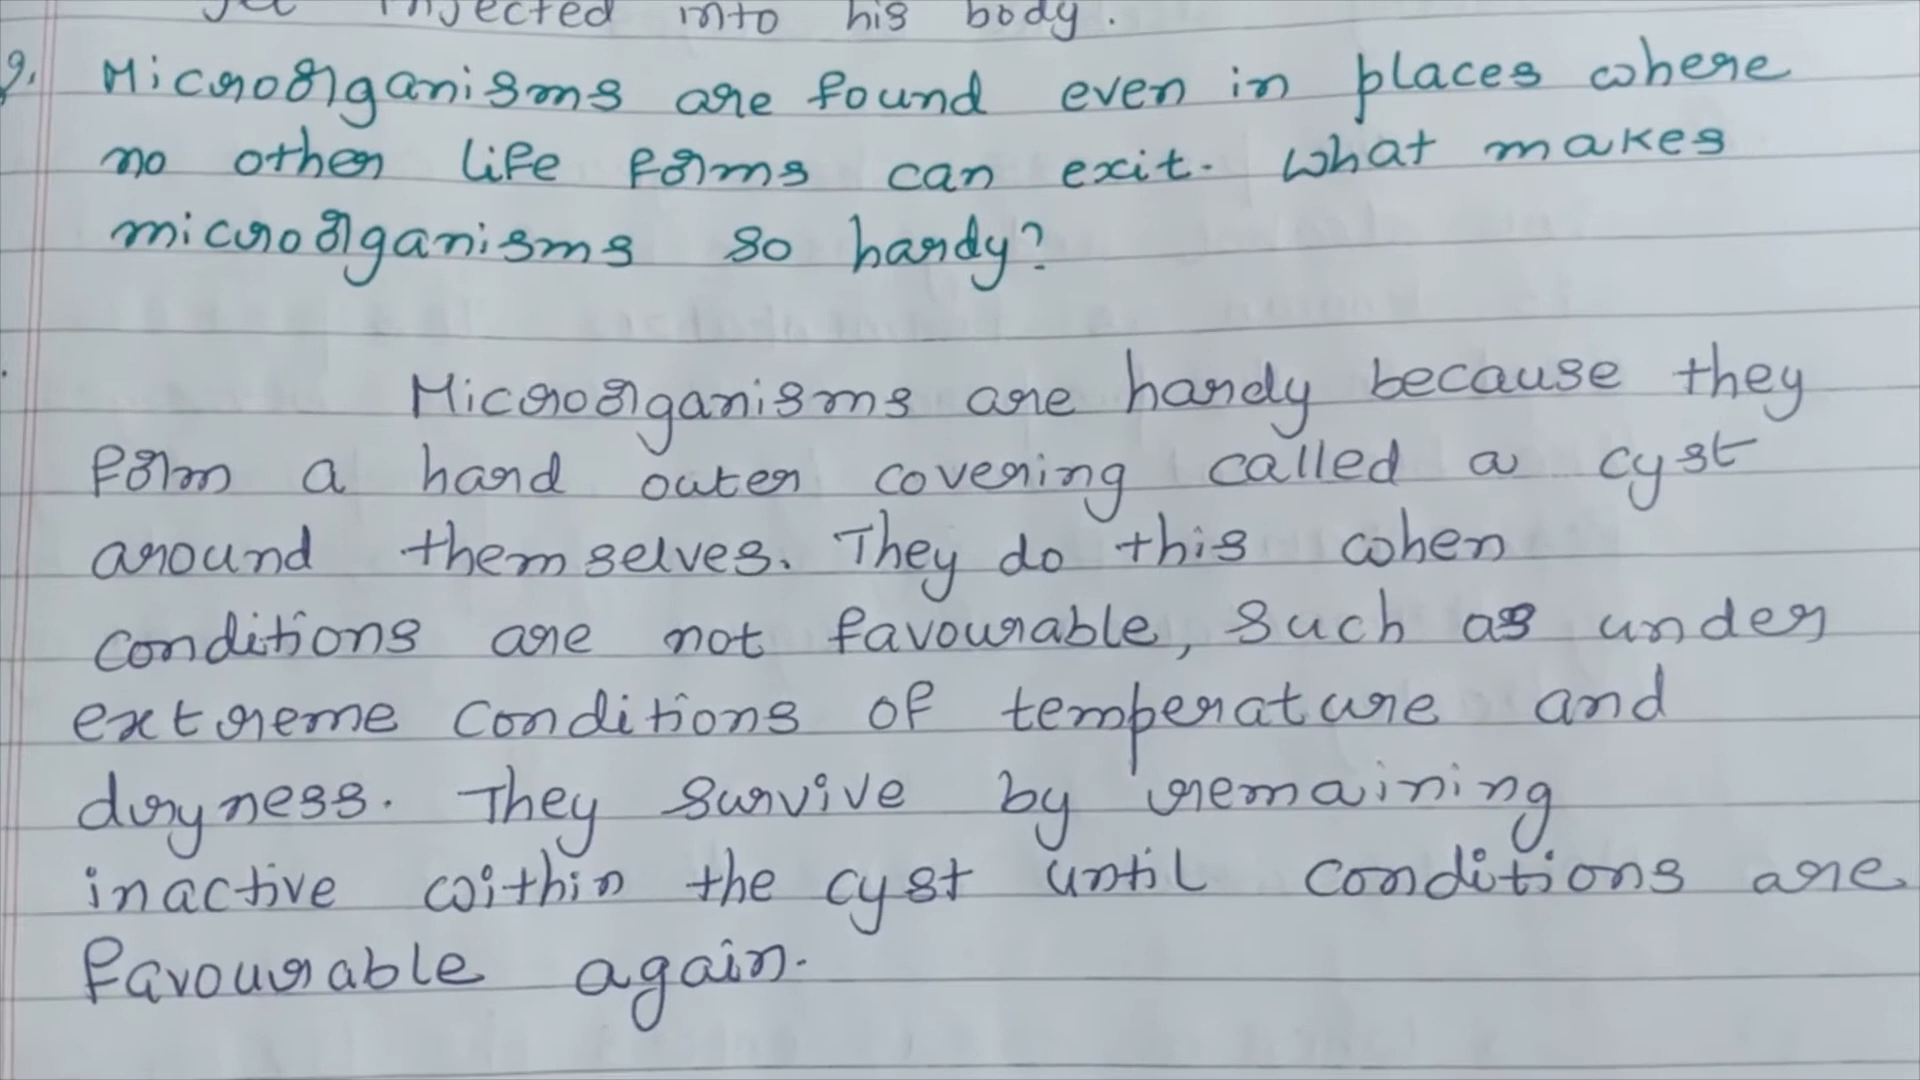 get injected into his body.
9. Microorganisms are found even in places where
no other life forms can exit. What makes
microorganisms so hardy?
Microorganisms are hardy because they
form a hard outer covering called a cyst
around themselves. They do this when
conditions are not favourable, such as under
extreme conditions of temperature and
dryness. They survive by remaining
inactive within the cyst until conditions are
favourable again.